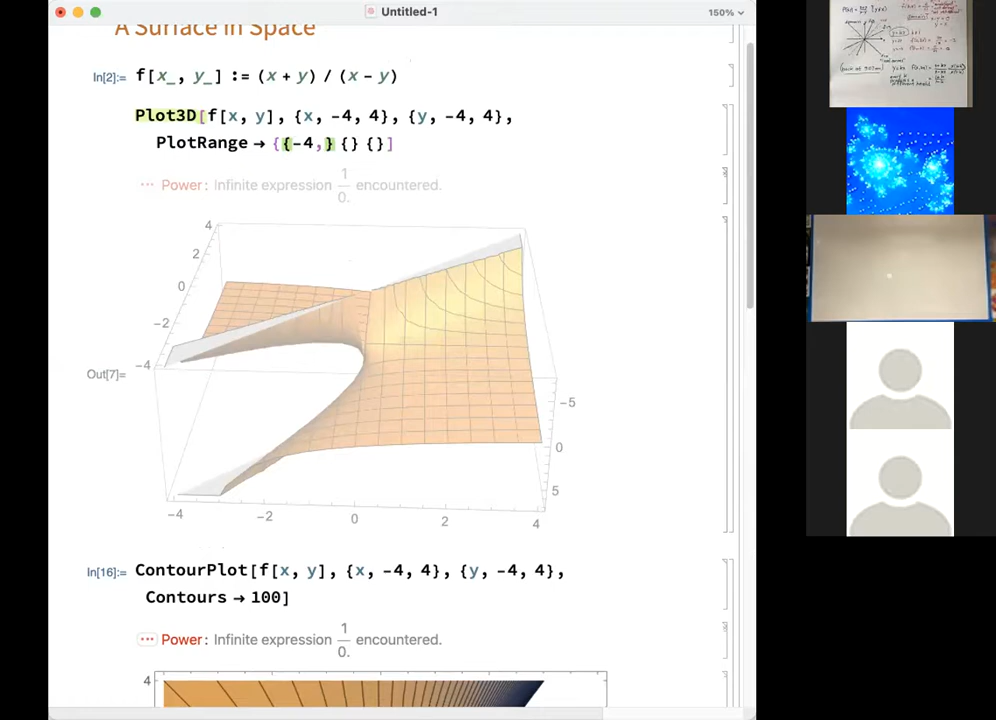 Untitled-1
150%
A Surface in Space
In[2]:= f[x_, y_] := (x + y) / (x - y)
Plot3D[f[x, y], {x, -4, 4}, {y, -4, 4},
PlotRange → {{-4,} {} {}]
Power: Infinite expression 1/0. encountered.
4
2
0
-2
-4
Out[7]=
-5
0
5
-4
-2
0
2
4
In[16]:= ContourPlot[f[x, y], {x, -4, 4}, {y, -4, 4},
Contours → 100]
Power: Infinite expression 1/0. encountered.
4